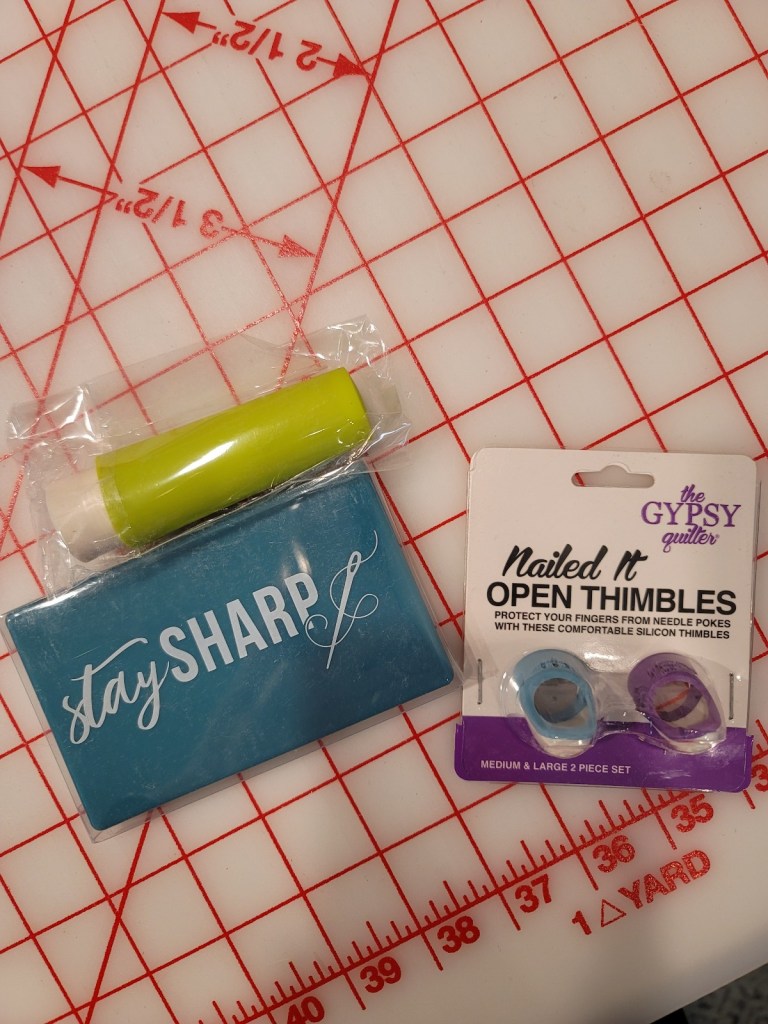 2 1/2”
3 1/2”
stay SHARP
the
GYPSY
quilter
Nailed It
OPEN THIMBLES
PROTECT YOUR FINGERS FROM NEEDLE POKES
WITH THESE COMFORTABLE SILICON THIMBLES
MEDIUM & LARGE 2 PIECE SET
40 39 38 37 36 35
1 △ YARD